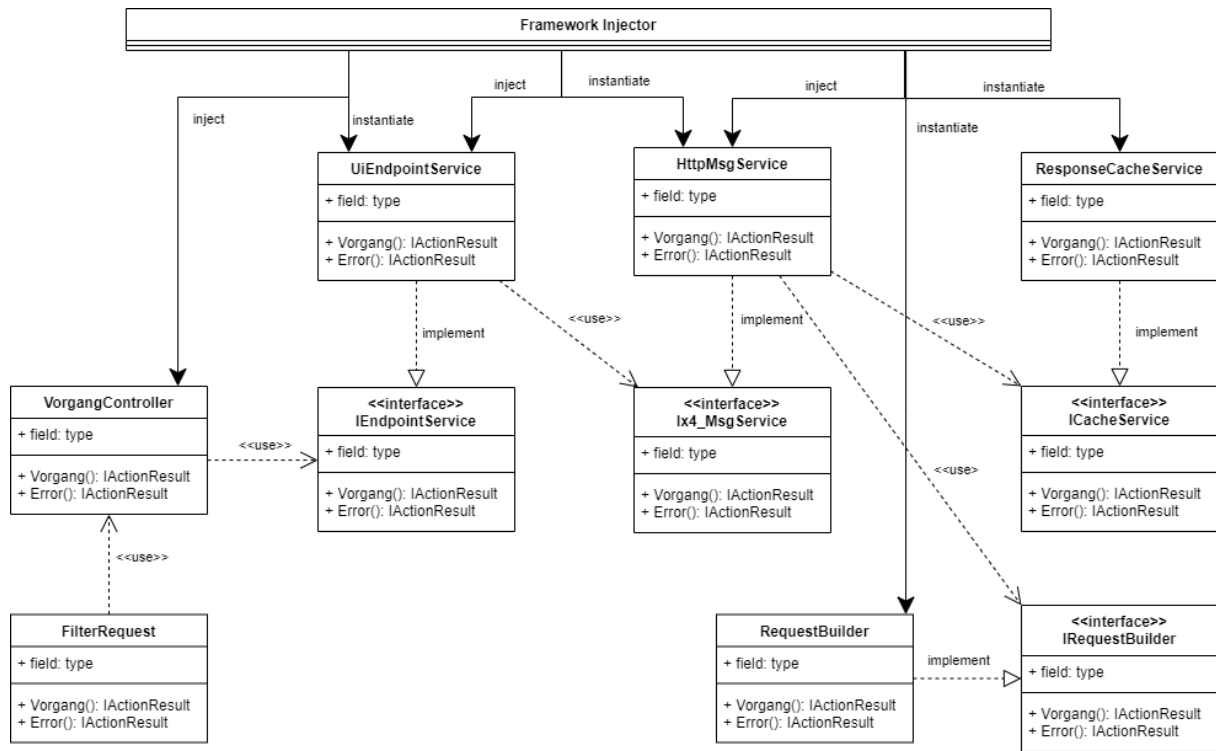 Framework Injector
inject
instantiate
inject
instantiate
inject
instantiate
instantiate
UiEndpointService
+ field: type
+ Vorgang(): IActionResult
+ Error(): IActionResult
HttpMsgService
+ field: type
+ Vorgang(): IActionResult
+ Error(): IActionResult
ResponseCacheService
+ field: type
+ Vorgang(): IActionResult
+ Error(): IActionResult
implement
<<use>>
implement
<<use>>
implement
VorgangController
+ field: type
+ Vorgang(): IActionResult
+ Error(): IActionResult
<<use>>
<<interface>>
IEndpointService
+ field: type
+ Vorgang(): IActionResult
+ Error(): IActionResult
<<interface>>
Ix4_MsgService
+ field: type
+ Vorgang(): IActionResult
+ Error(): IActionResult
<<use>
<<interface>>
ICacheService
+ field: type
+ Vorgang(): IActionResult
+ Error(): IActionResult
<<use>>
FilterRequest
+ field: type
+ Vorgang(): IActionResult
+ Error(): IActionResult
RequestBuilder
+ field: type
+ Vorgang(): IActionResult
+ Error(): IActionResult
implement
<<interface>>
IRequestBuilder
+ field: type
+ Vorgang(): IActionResult
+ Error(): IActionResult